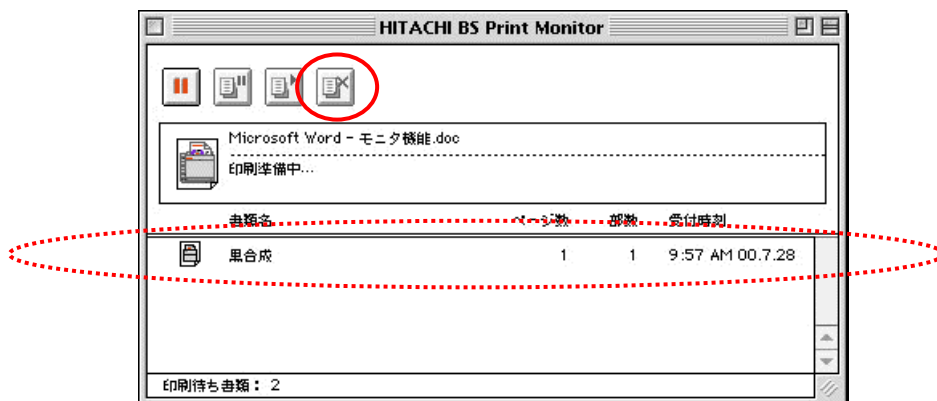 HITACHI BS Print Monitor
Microsoft Word - モニタ機能.doc
印刷準備中...
書類名 ページ数 部数 受付時刻
黒合成 1 1 9:57 AM 00.7.28
印刷待ち書類： 2